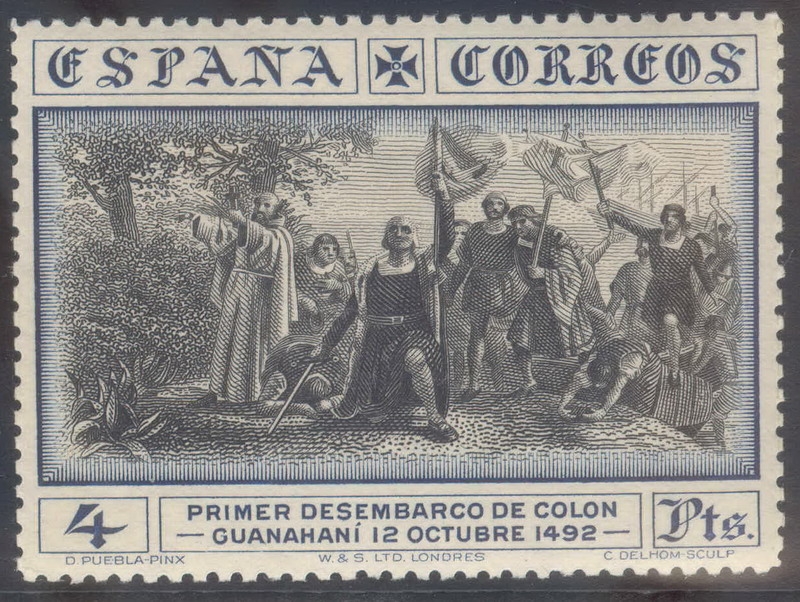 ESPAÑA CORREOS
4 PRIMER DESEMBARCO DE COLON Pts.
— GUANAHANÍ 12 OCTUBRE 1492 —
D. PUEBLA-PINX W. & S. LTD. LONDRES C. DELHOM-SCULP